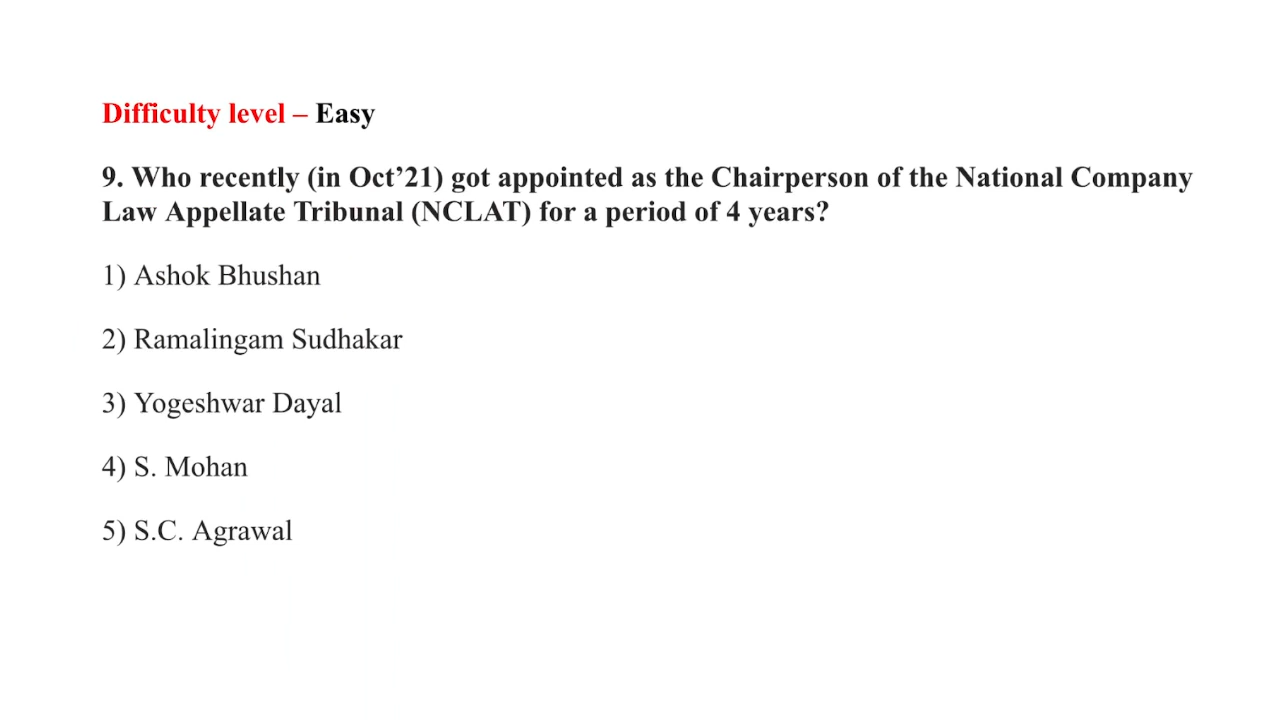 Difficulty level – Easy
9. Who recently (in Oct’21) got appointed as the Chairperson of the National Company
Law Appellate Tribunal (NCLAT) for a period of 4 years?
1) Ashok Bhushan
2) Ramalingam Sudhakar
3) Yogeshwar Dayal
4) S. Mohan
5) S.C. Agrawal